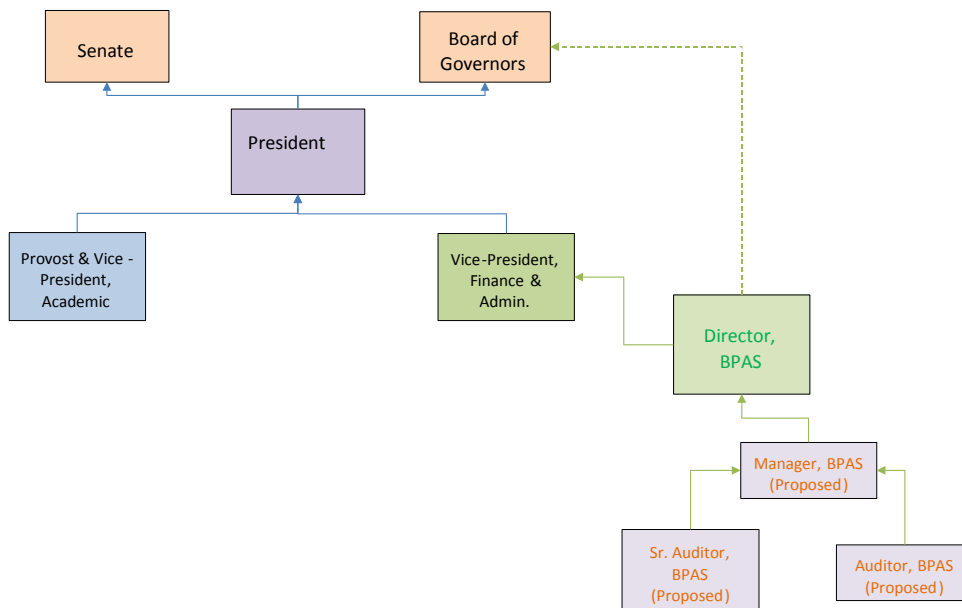 Senate
Board of
Governors
President
Provost & Vice -
President,
Academic
Vice-President,
Finance &
Admin.
Director,
BPAS
Manager, BPAS
(Proposed)
Sr. Auditor,
BPAS
(Proposed)
Auditor, BPAS
(Proposed)